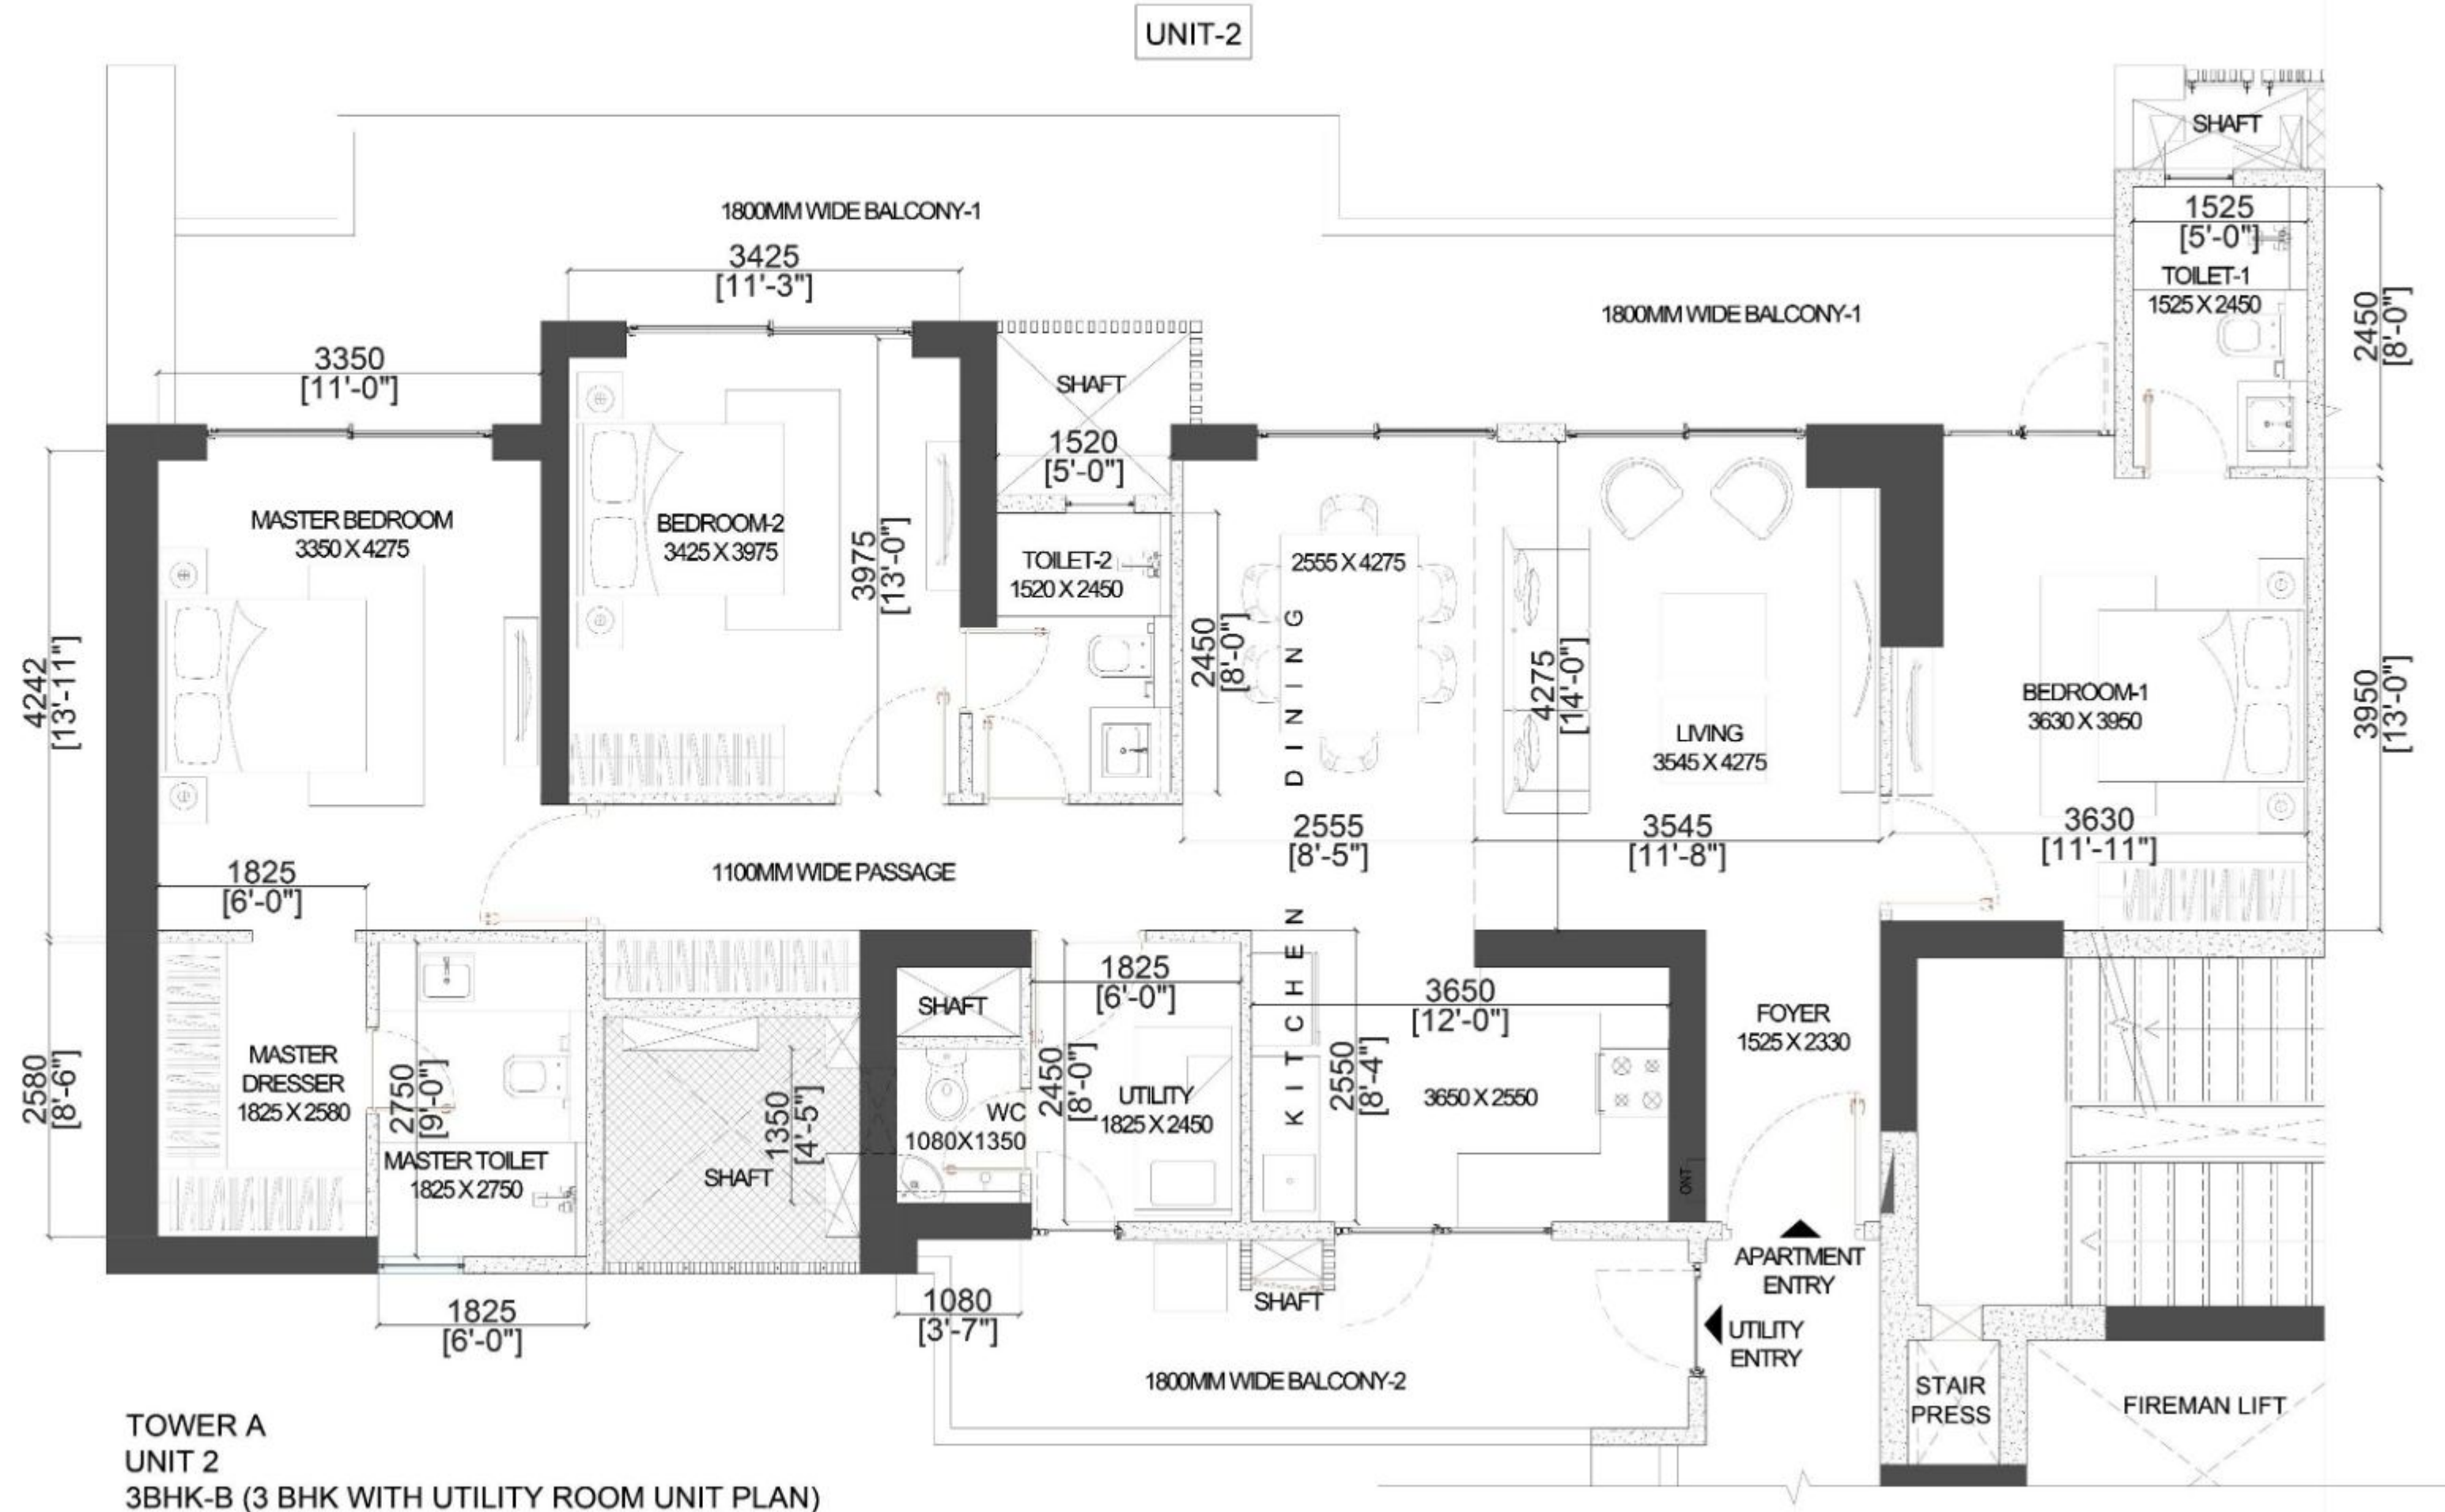 UNIT-2
SHAFT
1800MM WIDE BALCONY-1
1525
[5'-0"]
3425
[11'-3"]
TOILET-1
1525 X 2450
1800MM WIDE BALCONY-1
2450
[8'-0"]
3350
[11'-0"]
SHAFT
1520
[5'-0"]
MASTER BEDROOM
3350 X 4275
BEDROOM-2
3425 X 3975
3975
[13'-0"]
TOILET-2
1520 X 2450
2555 X 4275
DINING
2450
[8'-0"]
4275
[14'-0"]
4242
[13'-11"]
LIVING
3545 X 4275
BEDROOM-1
3630 X 3950
3950
[13'-0"]
2555
[8'-5"]
3545
[11'-8"]
3630
[11'-11"]
1825
[6'-0"]
1100MM WIDE PASSAGE
KITCHEN
SHAFT
1825
[6'-0"]
3650
[12'-0"]
FOYER
1525 X 2330
MASTER
DRESSER
1825 X 2580
2580
[8'-6"]
2750
[9'-0"]
MASTER TOILET
1825 X 2750
1350
[4'-5"]
SHAFT
WC
1080X1350
2450
[8'-0"]
UTILITY
1825 X 2450
2550
[8'-4"]
3650 X 2550
ONT
APARTMENT
ENTRY
1825
[6'-0"]
1080
[3'-7"]
SHAFT
UTILITY
ENTRY
1800MM WIDE BALCONY-2
STAIR
PRESS
FIREMAN LIFT
TOWER A
UNIT 2
3BHK-B (3 BHK WITH UTILITY ROOM UNIT PLAN)